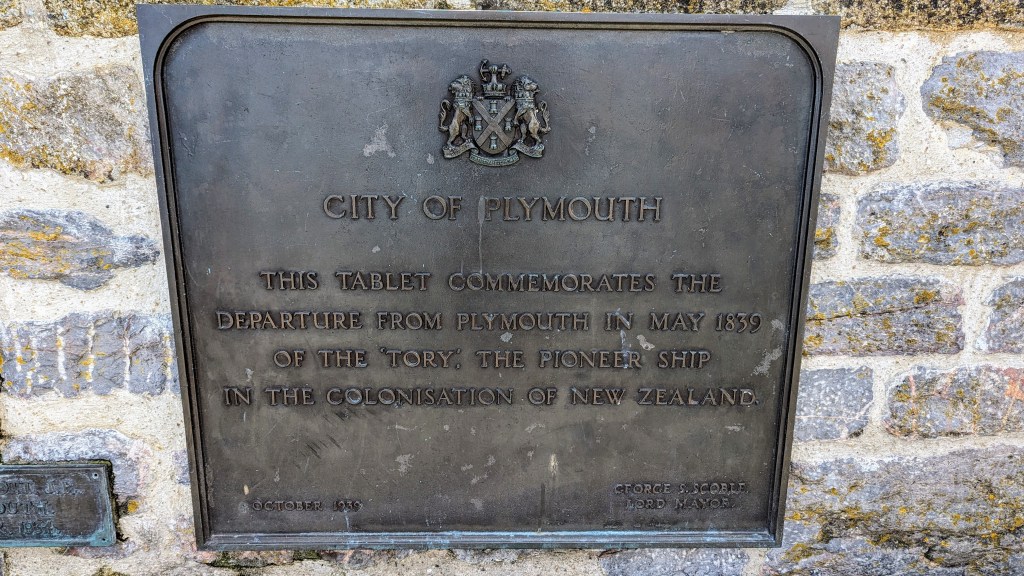 CITY OF PLYMOUTH
THIS TABLET COMMEMORATES THE
DEPARTURE FROM PLYMOUTH IN MAY 1839
OF THE 'TORY', THE PIONEER SHIP
IN THE COLONISATION OF NEW ZEALAND.
OCTOBER 1939
GEORGE S. SCOBLE
LORD MAYOR.